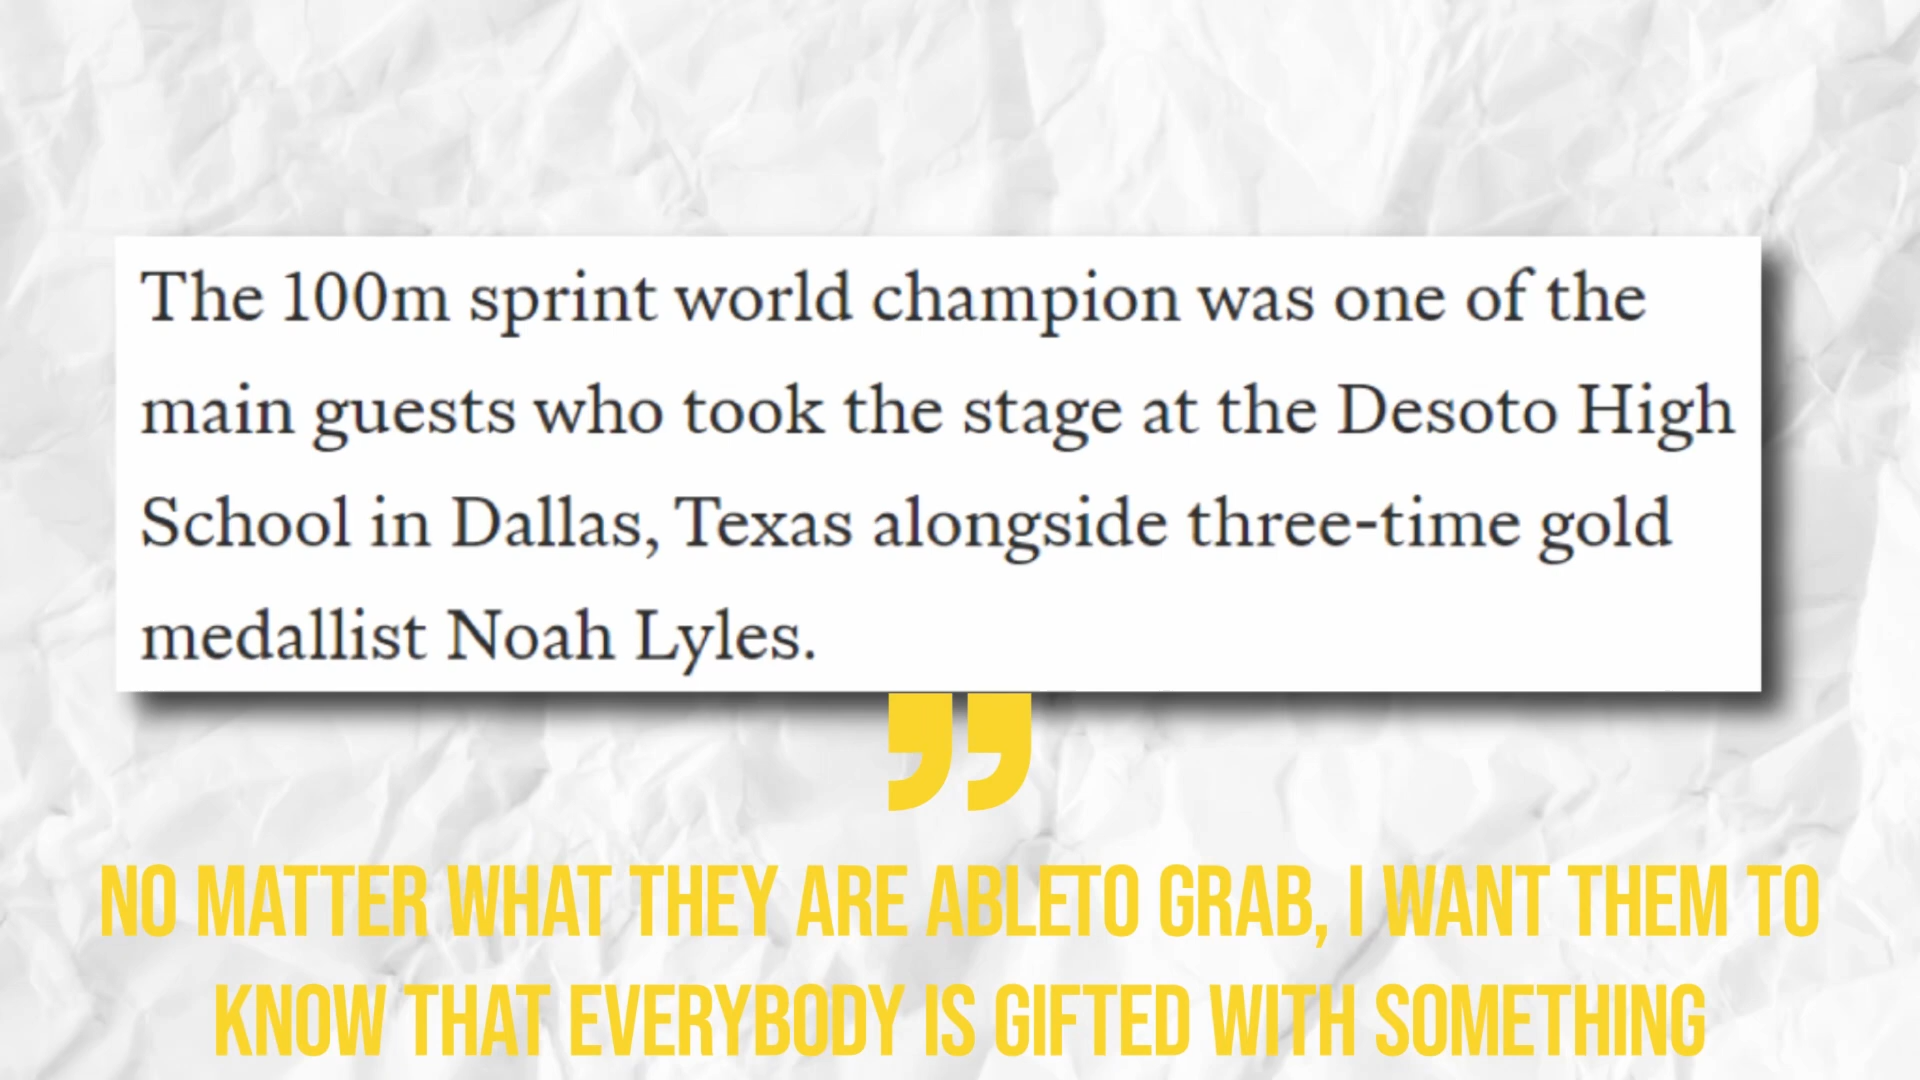 The 100m sprint world champion was one of the
main guests who took the stage at the Desoto High
School in Dallas, Texas alongside three-time gold
medallist Noah Lyles.
”
NO MATTER WHAT THEY ARE ABLETO GRAB, I WANT THEM TO
KNOW THAT EVERYBODY IS GIFTED WITH SOMETHING